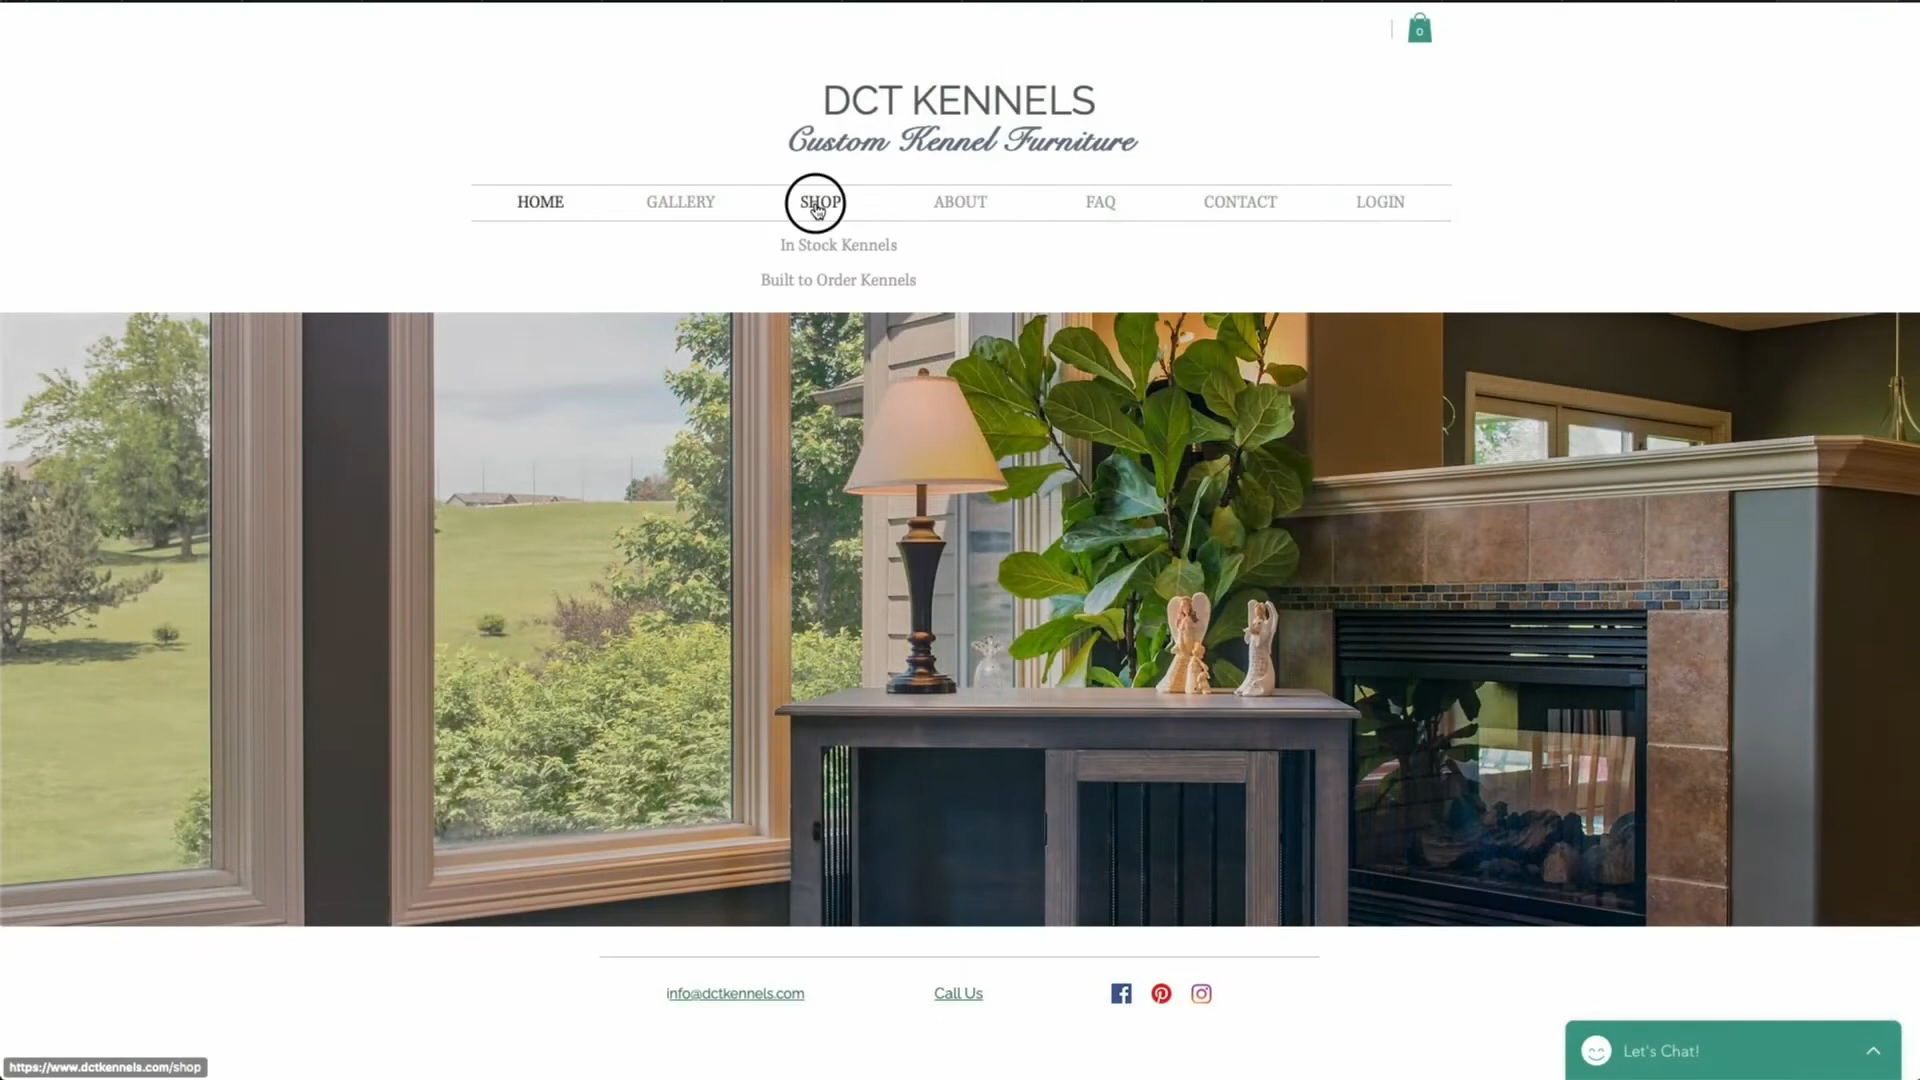 0
DCT KENNELS
Custom Kennel Furniture
HOME GALLERY SHOP ABOUT FAQ CONTACT LOGIN
In Stock Kennels
Built to Order Kennels
info@dctkennels.com Call Us
Let's Chat!
https://www.dctkennels.com/shop